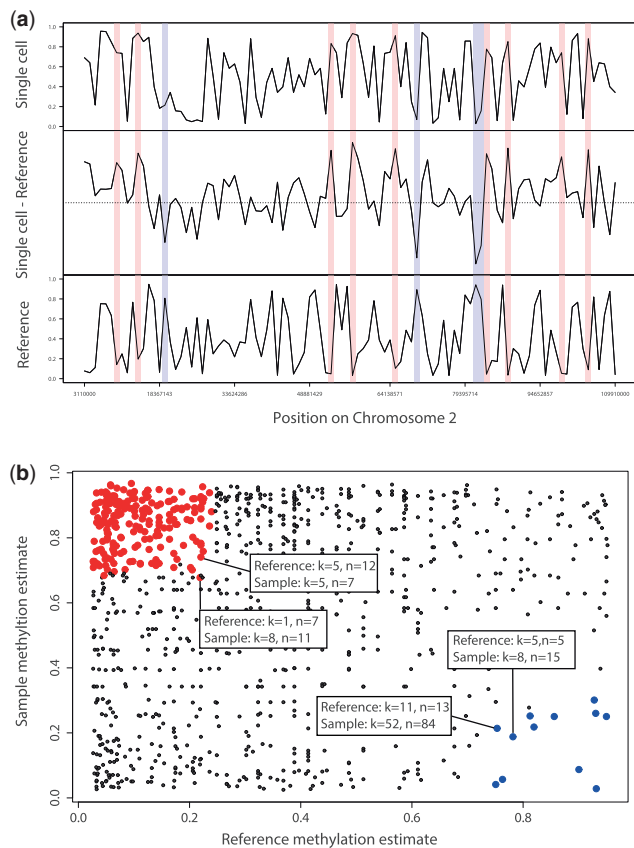 (a)
Single cell
1.0
0.8
0.6
0.4
0.2
0.0
Single cell - Reference
Reference
1.0
0.8
0.6
0.4
0.2
0.0
3110000 18367143 33624286 48881429 64138571 79395714 94652857 109910000
Position on Chromosome 2
(b)
Sample methyltion estimate
1.0
0.8
0.6
0.4
0.2
0.0
Reference: k=5, n=12
Sample: k=5, n=7
Reference: k=1, n=7
Sample: k=8, n=11
Reference: k=5,n=5
Sample: k=8, n=15
Reference: k=11, n=13
Sample: k=52, n=84
0.0 0.2 0.4 0.6 0.8
Reference methylation estimate